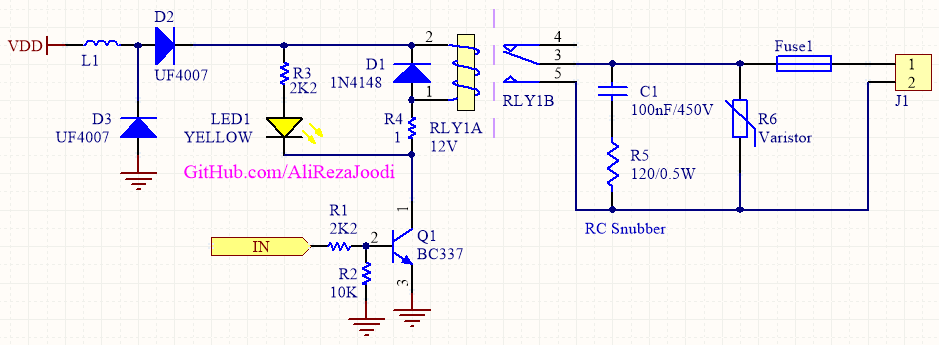 D2
VDD
L1
UF4007
D3
UF4007
R3
2K2
LED1
YELLOW
D1
1N4148
2
1
R4
1
RLY1A
12V
4
3
5
RLY1B
C1
100nF/450V
R5
120/0.5W
RC Snubber
R6
Varistor
Fuse1
1
2
J1
GitHub.com/AliRezaJoodi
IN
R1
2K2
R2
10K
2
1
3
Q1
BC337